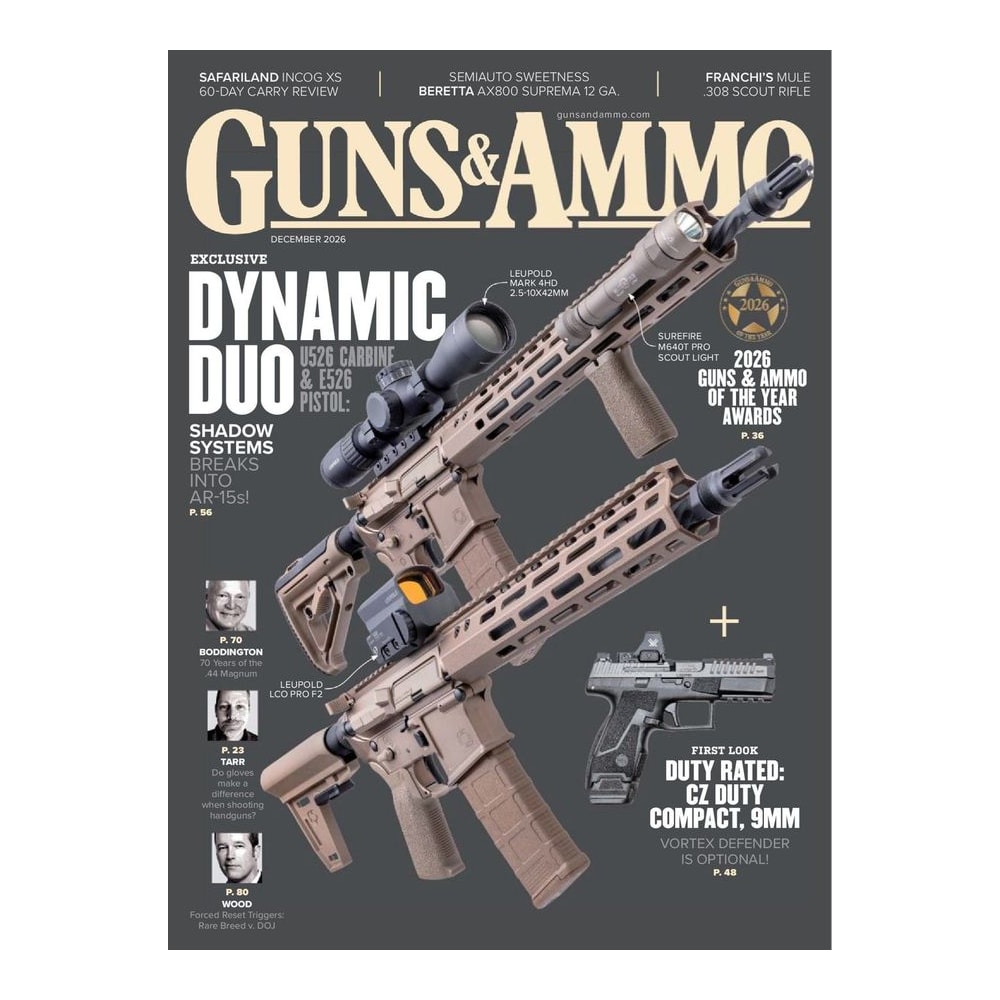 SAFARILAND INCOG XS
60-DAY CARRY REVIEW
SEMIAUTO SWEETNESS
BERETTA AX800 SUPREMA 12 GA.
FRANCHI'S MULE
.308 SCOUT RIFLE
gunsandammo.com
GUNS&AMMO
DECEMBER 2026
EXCLUSIVE
DYNAMIC
DUO
U526 CARBINE
& E526
PISTOL:
SHADOW
SYSTEMS
BREAKS
INTO
AR-15s!
P. 56
LEUPOLD
MARK 4HD
2.5-10X42MM
SUREFIRE
M640T PRO
SCOUT LIGHT
GUNS&AMMO
2026
OF THE YEAR
2026
GUNS & AMMO
OF THE YEAR
AWARDS
P. 36
P. 70
BODDINGTON
70 Years of the
.44 Magnum
LEUPOLD
LCO PRO F2
P. 23
TARR
Do gloves
make a
difference
when shooting
handguns?
P. 80
WOOD
Forced Reset Triggers:
Rare Breed v. DOJ
+
FIRST LOOK
DUTY RATED:
CZ DUTY
COMPACT, 9MM
VORTEX DEFENDER
IS OPTIONAL!
P. 48